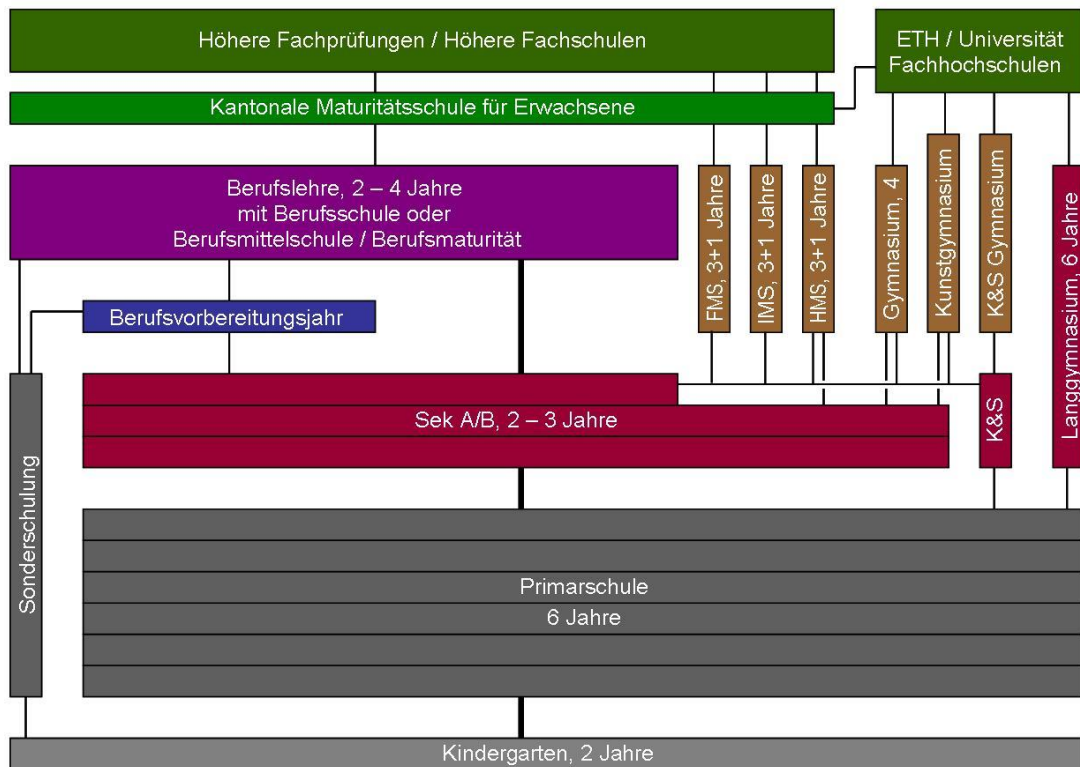 Höhere Fachprüfungen / Höhere Fachschulen
ETH / Universität
Fachhochschulen
Kantonale Maturitätsschule für Erwachsene
Berufslehre, 2 – 4 Jahre
mit Berufsschule oder
Berufsmittelschule / Berufsmaturität
FMS, 3+1 Jahre
IMS, 3+1 Jahre
HMS, 3+1 Jahre
Gymnasium, 4
Kunstgymnasium
K&S Gymnasium
Langgymnasium, 6 Jahre
Berufsvorbereitungsjahr
Sek A/B, 2 – 3 Jahre
K&S
Sonderschulung
Primarschule
6 Jahre
Kindergarten, 2 Jahre